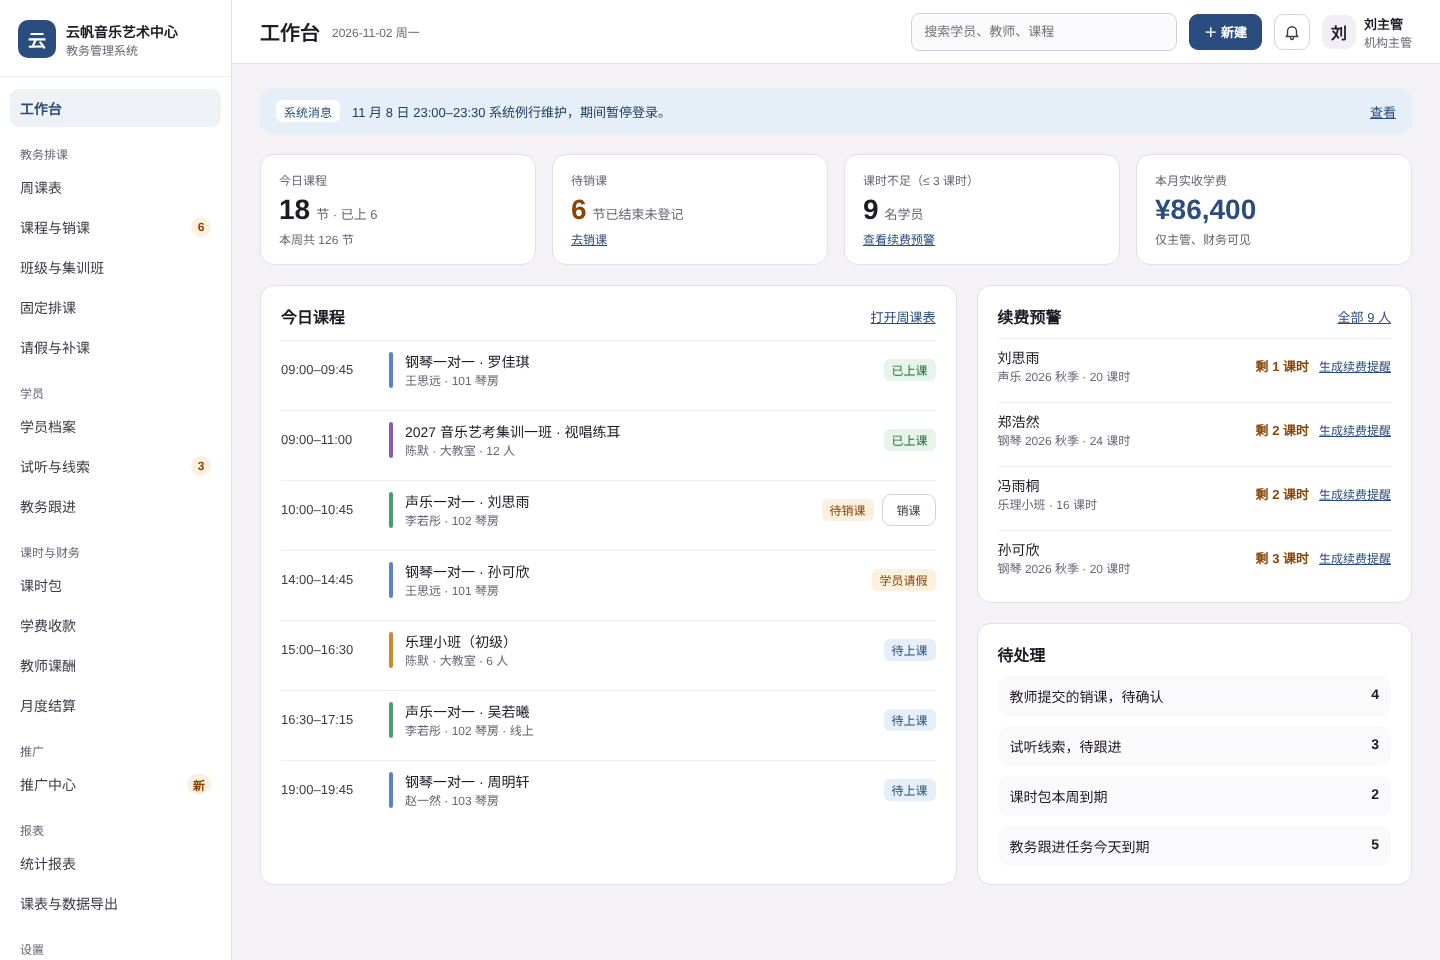 云
云帆音乐艺术中心
教务管理系统
工作台
教务排课
周课表
课程与销课 6
班级与集训班
固定排课
请假与补课
学员
学员档案
试听与线索 3
教务跟进
课时与财务
课时包
学费收款
教师课酬
月度结算
推广
推广中心 新
报表
统计报表
课表与数据导出
设置
工作台 2026-11-02 周一
搜索学员、教师、课程
＋ 新建
刘
刘主管
机构主管
系统消息 11 月 8 日 23:00–23:30 系统例行维护，期间暂停登录。 查看
今日课程
18 节 · 已上 6
本周共 126 节
待销课
6 节已结束未登记
去销课
课时不足（≤ 3 课时）
9 名学员
查看续费预警
本月实收学费
¥86,400
仅主管、财务可见
今日课程 打开周课表
09:00–09:45 钢琴一对一 · 罗佳琪 已上课
王思远 · 101 琴房
09:00–11:00 2027 音乐艺考集训一班 · 视唱练耳 已上课
陈默 · 大教室 · 12 人
10:00–10:45 声乐一对一 · 刘思雨 待销课 销课
李若彤 · 102 琴房
14:00–14:45 钢琴一对一 · 孙可欣 学员请假
王思远 · 101 琴房
15:00–16:30 乐理小班（初级） 待上课
陈默 · 大教室 · 6 人
16:30–17:15 声乐一对一 · 吴若曦 待上课
李若彤 · 102 琴房 · 线上
19:00–19:45 钢琴一对一 · 周明轩 待上课
赵一然 · 103 琴房
续费预警 全部 9 人
刘思雨 剩 1 课时 生成续费提醒
声乐 2026 秋季 · 20 课时
郑浩然 剩 2 课时 生成续费提醒
钢琴 2026 秋季 · 24 课时
冯雨桐 剩 2 课时 生成续费提醒
乐理小班 · 16 课时
孙可欣 剩 3 课时 生成续费提醒
钢琴 2026 秋季 · 20 课时
待处理
教师提交的销课，待确认 4
试听线索，待跟进 3
课时包本周到期 2
教务跟进任务今天到期 5